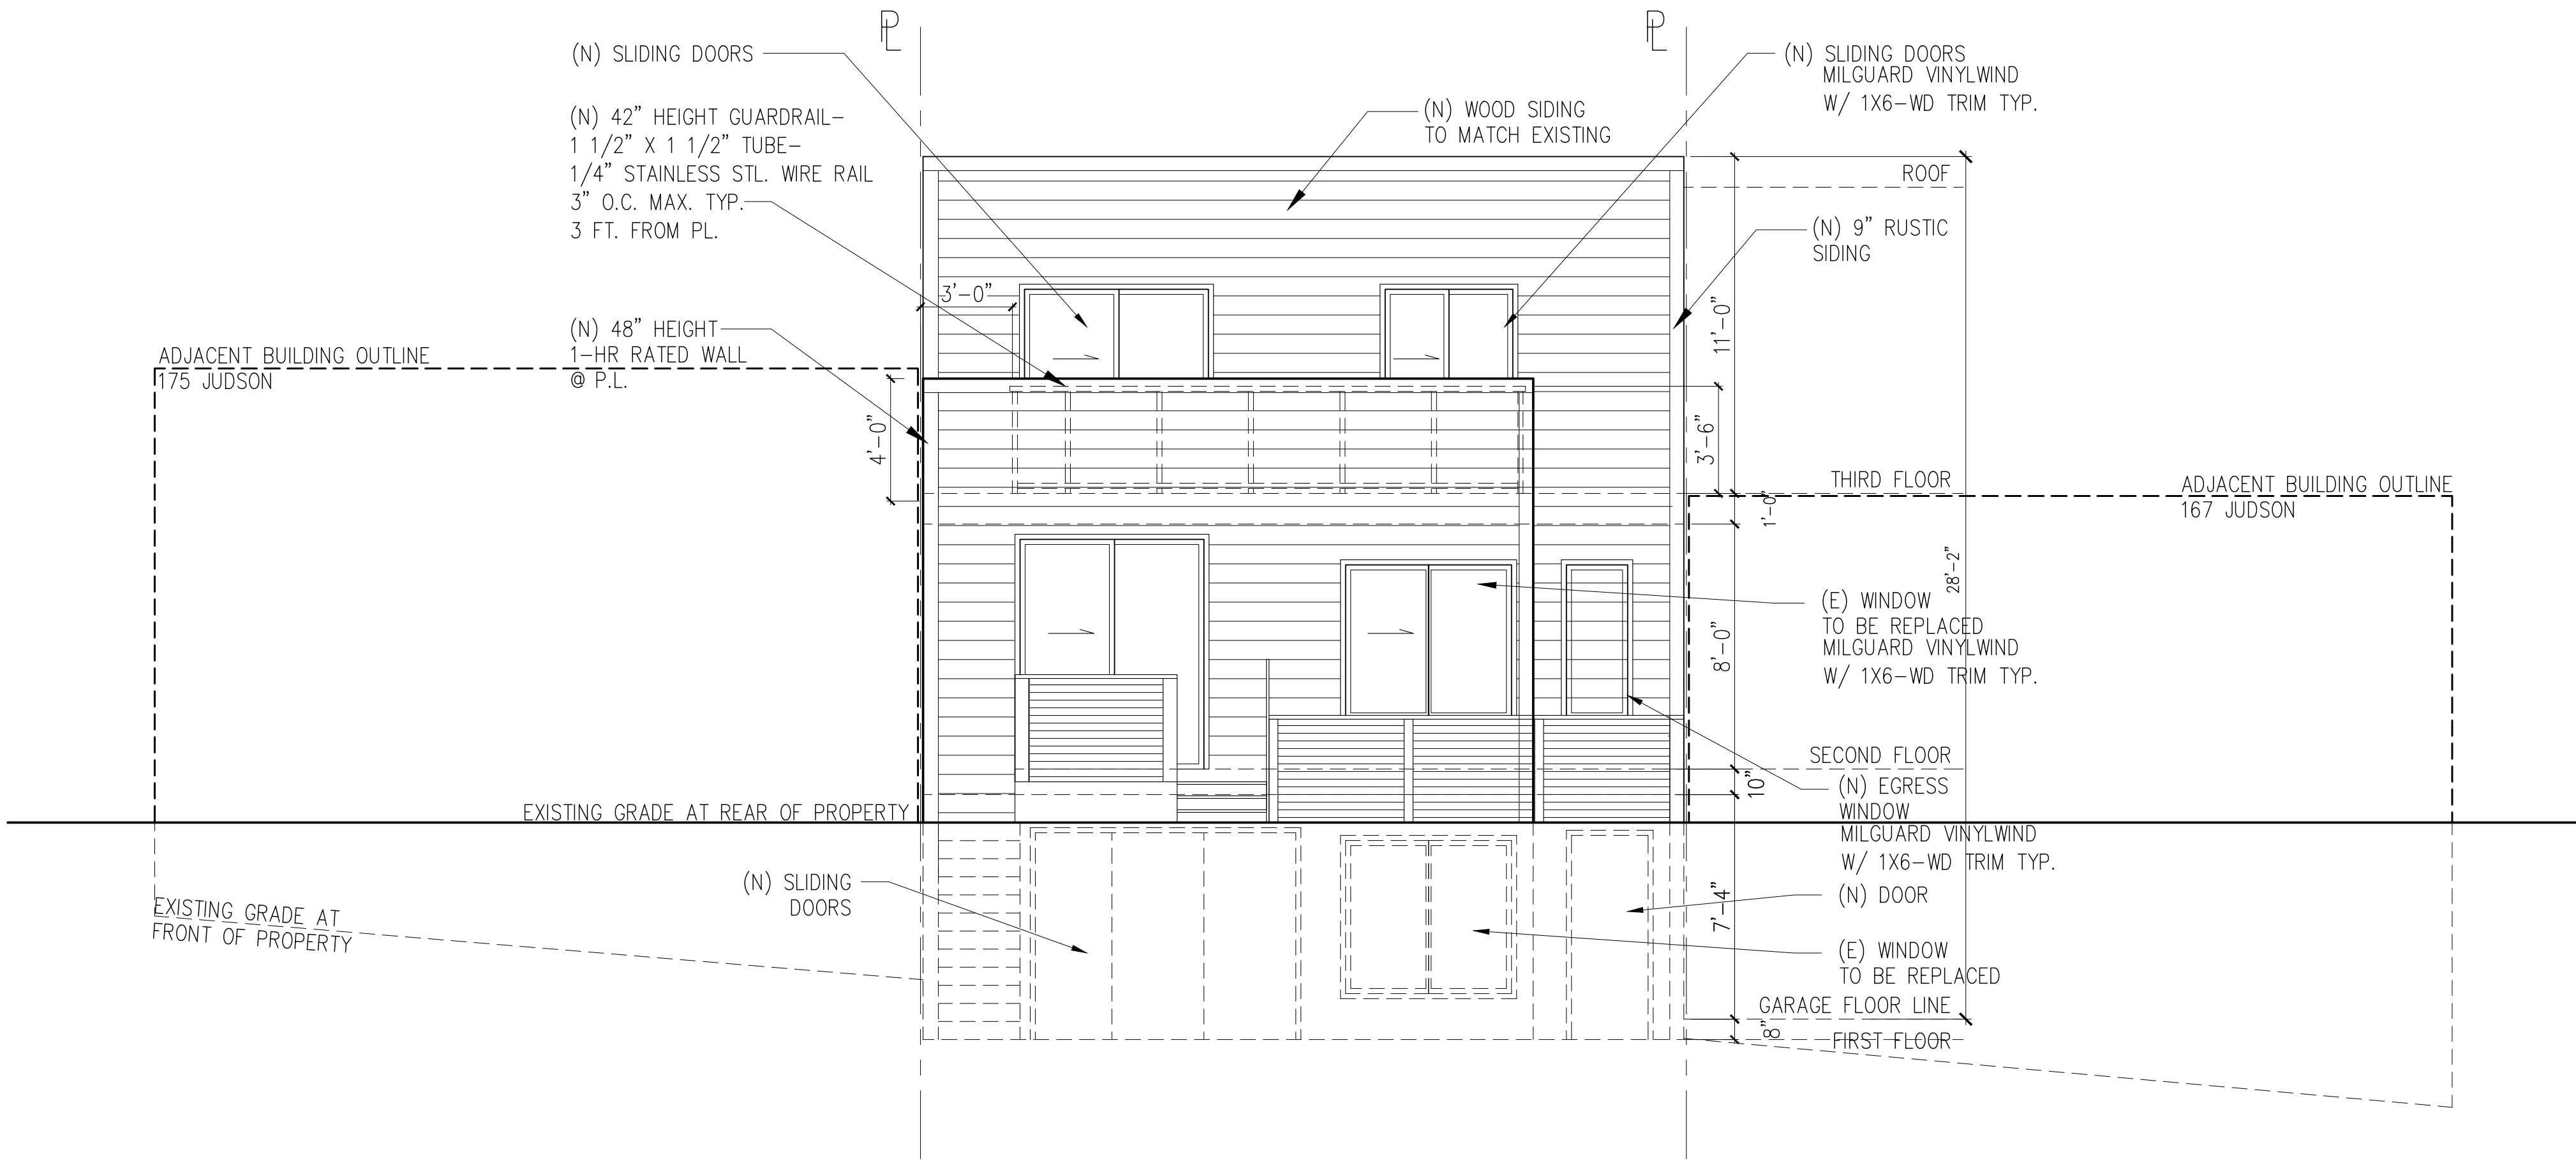 PL
PL
(N) SLIDING DOORS
(N) 42” HEIGHT GUARDRAIL–
1 1/2” X 1 1/2” TUBE–
1/4” STAINLESS STL. WIRE RAIL
3” O.C. MAX. TYP.
3 FT. FROM PL.
(N) 48” HEIGHT
1–HR RATED WALL
@ P.L.
ADJACENT BUILDING OUTLINE
175 JUDSON
(N) WOOD SIDING
TO MATCH EXISTING
(N) SLIDING DOORS
MILGUARD VINYLWIND
W/ 1X6–WD TRIM TYP.
ROOF
(N) 9” RUSTIC
SIDING
3’–0”
11’–0”
4’–0”
3’–6”
THIRD FLOOR
1’–0”
ADJACENT BUILDING OUTLINE
167 JUDSON
28’–2”
(E) WINDOW
TO BE REPLACED
MILGUARD VINYLWIND
W/ 1X6–WD TRIM TYP.
8’–0”
SECOND FLOOR
10”
(N) EGRESS
WINDOW
MILGUARD VINYLWIND
W/ 1X6–WD TRIM TYP.
EXISTING GRADE AT REAR OF PROPERTY
(N) SLIDING
DOORS
EXISTING GRADE AT
FRONT OF PROPERTY
7’–4”
(N) DOOR
(E) WINDOW
TO BE REPLACED
GARAGE FLOOR LINE
8”
FIRST FLOOR